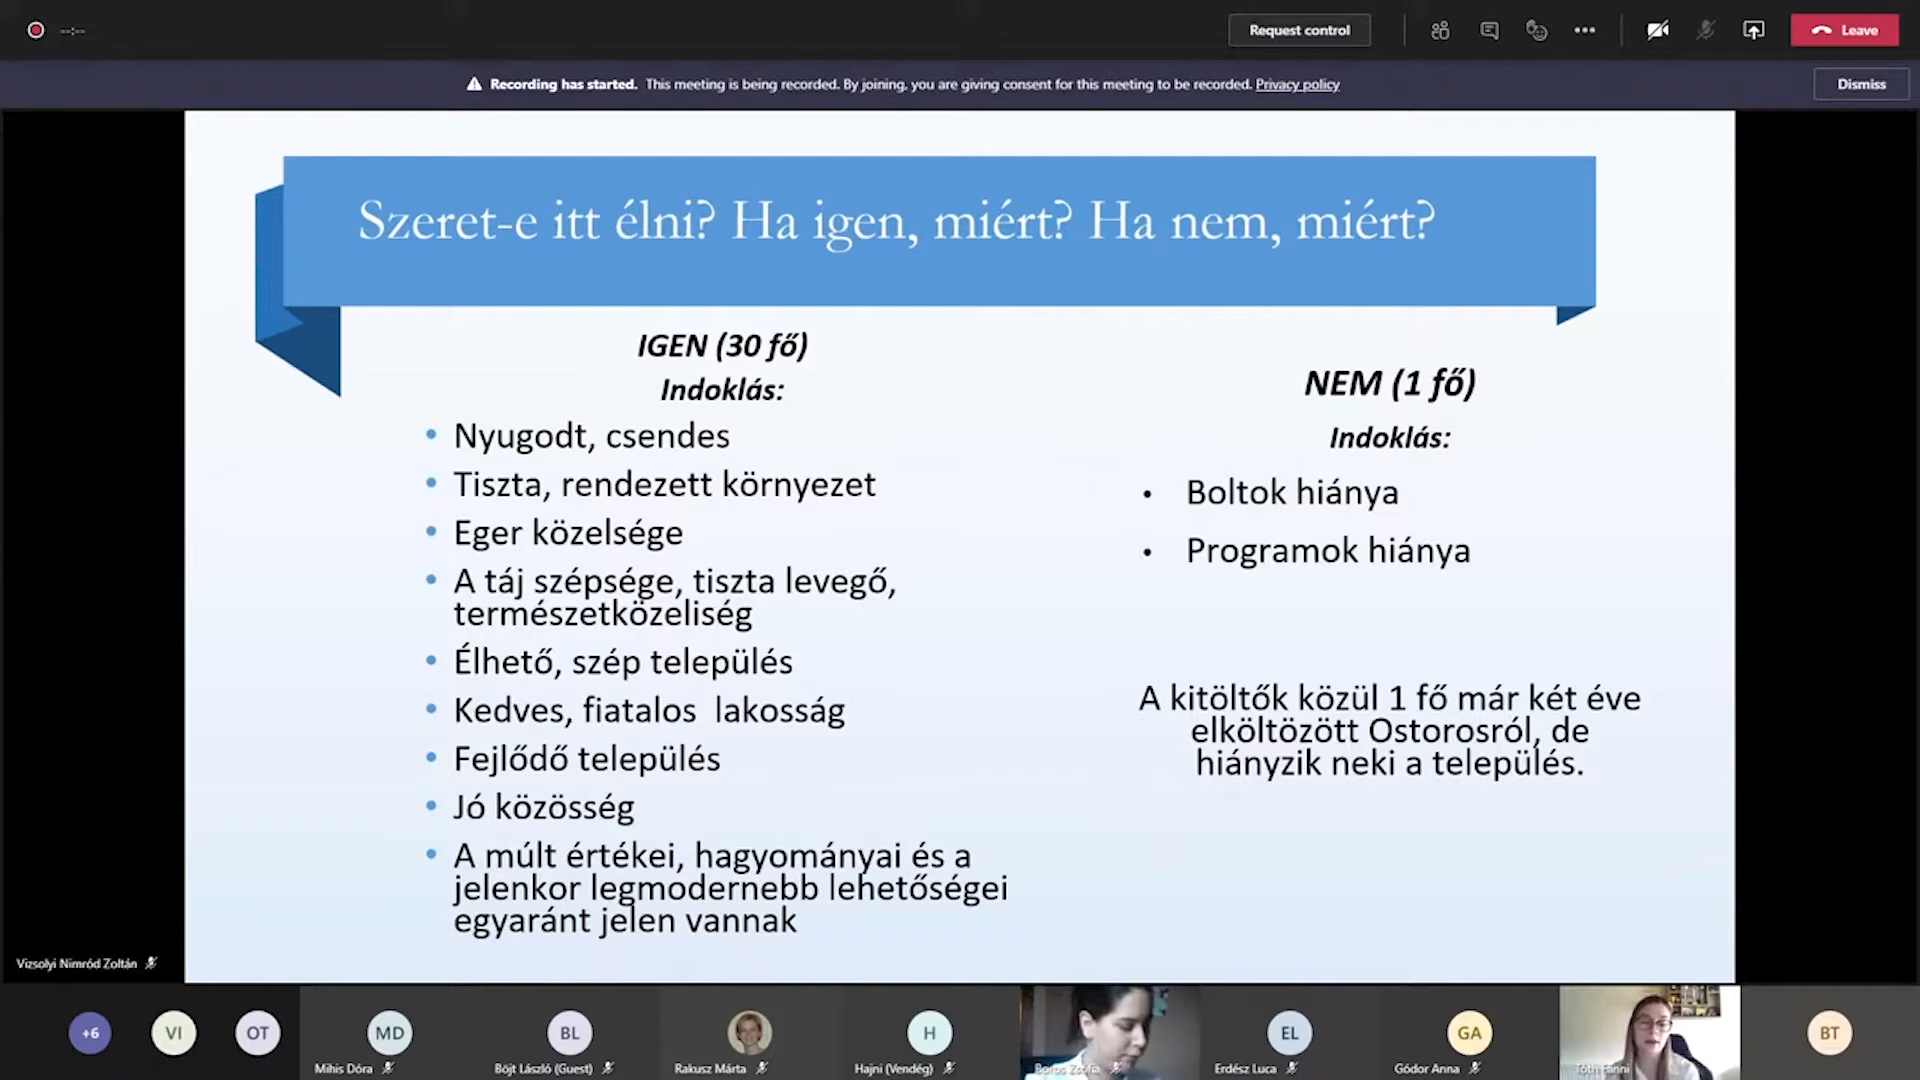 --:--
Request control
Leave
Recording has started. This meeting is being recorded. By joining, you are giving consent for this meeting to be recorded. Privacy policy
Dismiss
Szeret-e itt élni? Ha igen, miért? Ha nem, miért?
IGEN (30 fő)
Indoklás:
• Nyugodt, csendes
• Tiszta, rendezett környezet
• Eger közelsége
• A táj szépsége, tiszta levegő,
természetközeliség
• Élhető, szép település
• Kedves, fiatalos lakosság
• Fejlődő település
• Jó közösség
• A múlt értékei, hagyományai és a
jelenkor legmodernebb lehetőségei
egyaránt jelen vannak
NEM (1 fő)
Indoklás:
• Boltok hiánya
• Programok hiánya
A kitöltők közül 1 fő már két éve
elköltözött Ostorosról, de
hiányzik neki a település.
Vizsolyi Nimród Zoltán
+6
VI
OT
MD
Mihis Dóra
BL
Böjt László (Guest)
Rakusz Márta
H
Hajni (Vendég)
Boros Zsófia
EL
Erdész Luca
GA
Gódor Anna
Tóth Fanni
BT